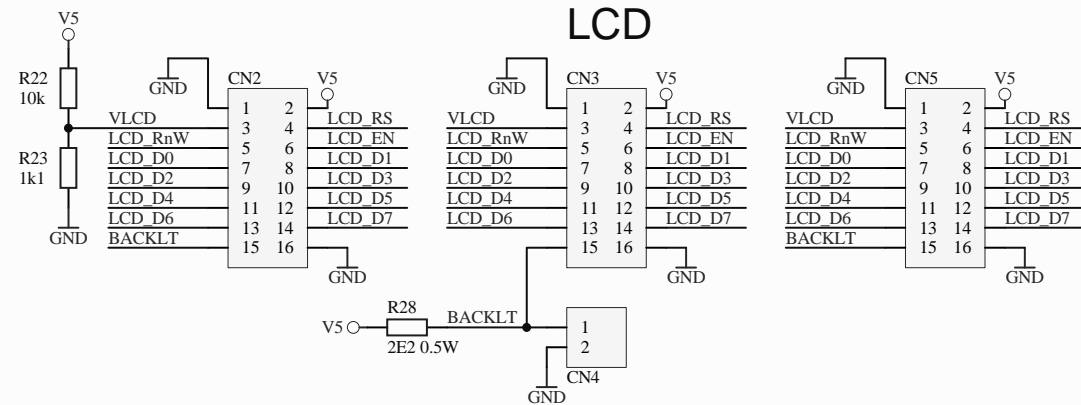 LCD
V5
R22
10k
R23
1k1
GND
GND
CN2
V5
VLCD
1 2
LCD_RS
LCD_RnW
3 4
LCD_EN
LCD_D0
5 6
LCD_D1
LCD_D2
7 8
LCD_D3
LCD_D4
9 10
LCD_D5
LCD_D6
11 12
LCD_D7
BACKLT
13 14
15 16
GND
GND
CN3
V5
VLCD
1 2
LCD_RS
LCD_RnW
3 4
LCD_EN
LCD_D0
5 6
LCD_D1
LCD_D2
7 8
LCD_D3
LCD_D4
9 10
LCD_D5
LCD_D6
11 12
LCD_D7
13 14
15 16
GND
GND
CN5
V5
VLCD
1 2
LCD_RS
LCD_RnW
3 4
LCD_EN
LCD_D0
5 6
LCD_D1
LCD_D2
7 8
LCD_D3
LCD_D4
9 10
LCD_D5
LCD_D6
11 12
LCD_D7
BACKLT
13 14
15 16
GND
V5
R28
2E2 0.5W
BACKLT
1
2
CN4
GND